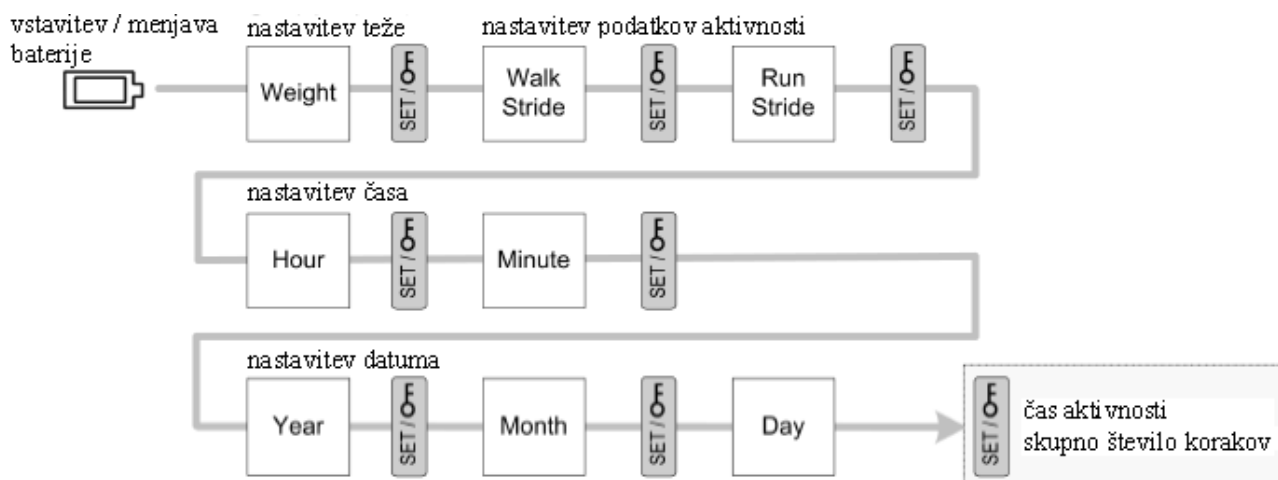 vstavitev / menjava
baterije
nastavitev teže
nastavitev podatkov aktivnosti
Weight
SET /
Walk
Stride
SET /
Run
Stride
SET /
nastavitev časa
Hour
SET /
Minute
SET /
nastavitev datuma
Year
SET /
Month
SET /
Day
SET /
čas aktivnosti
skupno število korakov